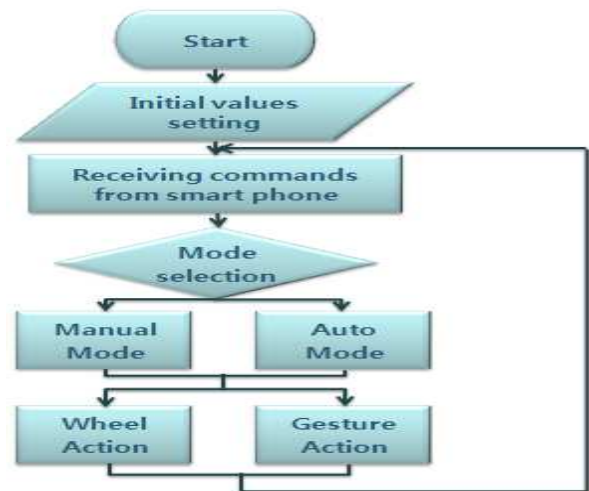 Start
Initial values
setting
Receiving commands
from smart phone
Mode
selection
Manual
Mode
Auto
Mode
Wheel
Action
Gesture
Action